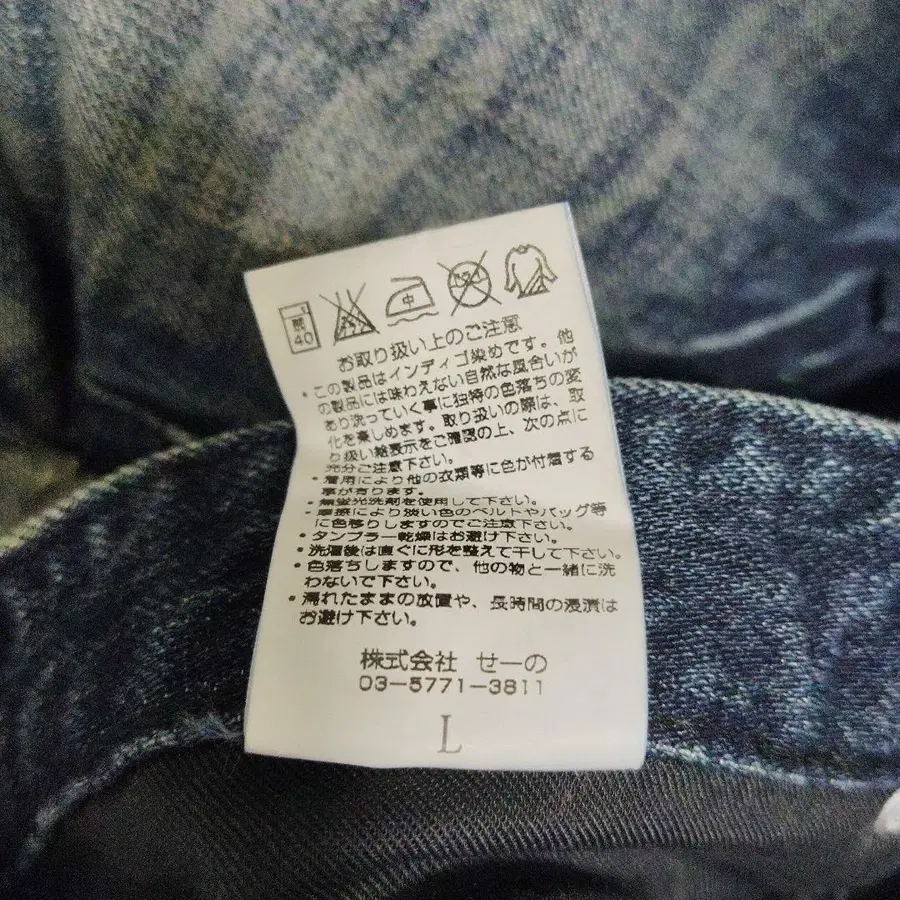 弱 40 中
お取り扱い上のご注意
・この製品はインディゴ染めです。他
の製品には味わえない自然な風合いが
あり洗っていく事に独特の色落ちの変
化を楽しめます。取り扱いの際は、取
り扱い絵表示をご確認の上、次の点に
充分ご注意下さい。
・着用により他の衣類等に色が付着する
事が有ります。
・無蛍光洗剤を使用して下さい。
・摩擦により淡い色のベルトやバッグ等
に色移りしますのでご注意下さい。
・タンブラー乾燥はお避け下さい。
・洗濯後は直ぐに形を整えて干して下さい。
・色落ちしますので、他の物と一緒に洗
わないで下さい。
・濡れたままの放置や、長時間の浸漬は
お避け下さい。
株式会社 せーの
03-5771-3811
L